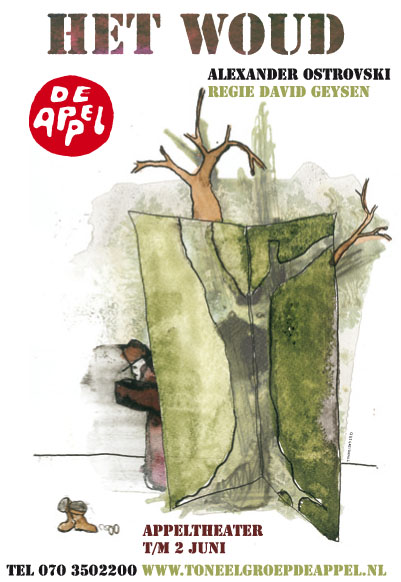 HET WOUD
ALEXANDER OSTROVSKI
REGIE DAVID GEYSEN
DE
APPEL
APPELTHEATER
T/M 2 JUNI
TEL 070 3502200 WWW.TONEELGROEPDEAPPEL.NL